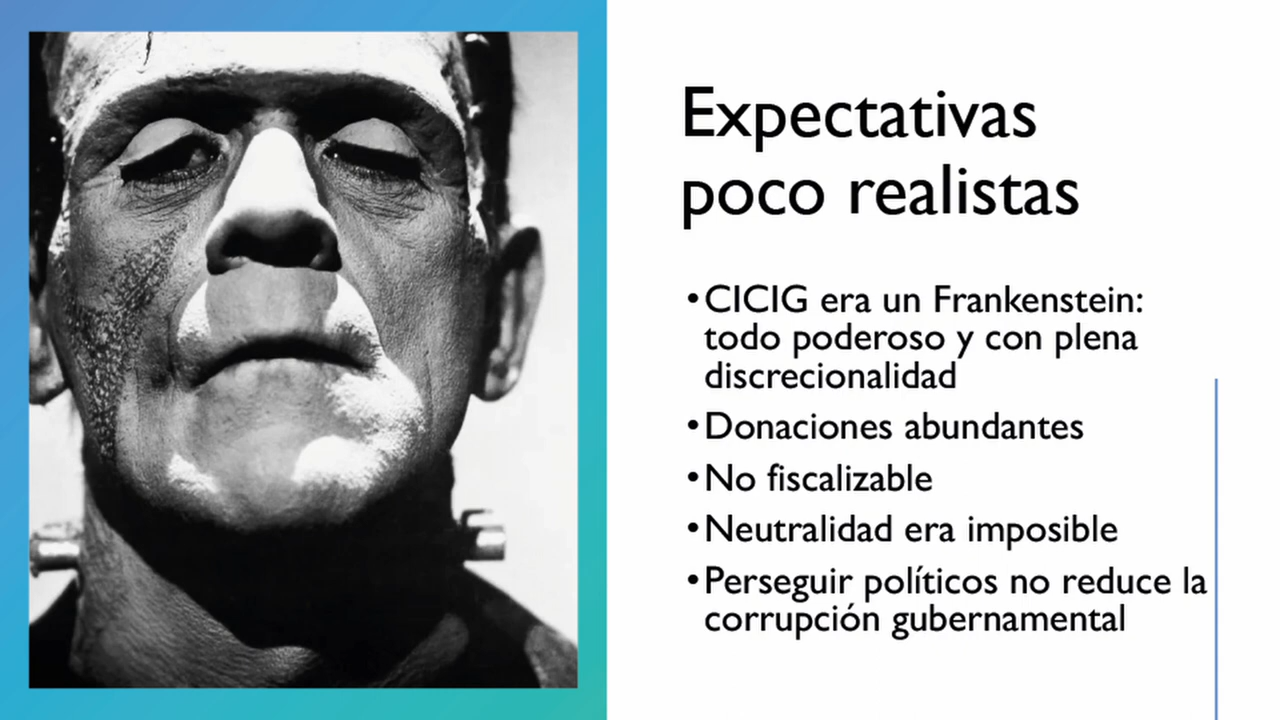 Expectativas
poco realistas
•CICIG era un Frankenstein:
todo poderoso y con plena
discrecionalidad
•Donaciones abundantes
•No fiscalizable
•Neutralidad era imposible
•Perseguir políticos no reduce la
corrupción gubernamental